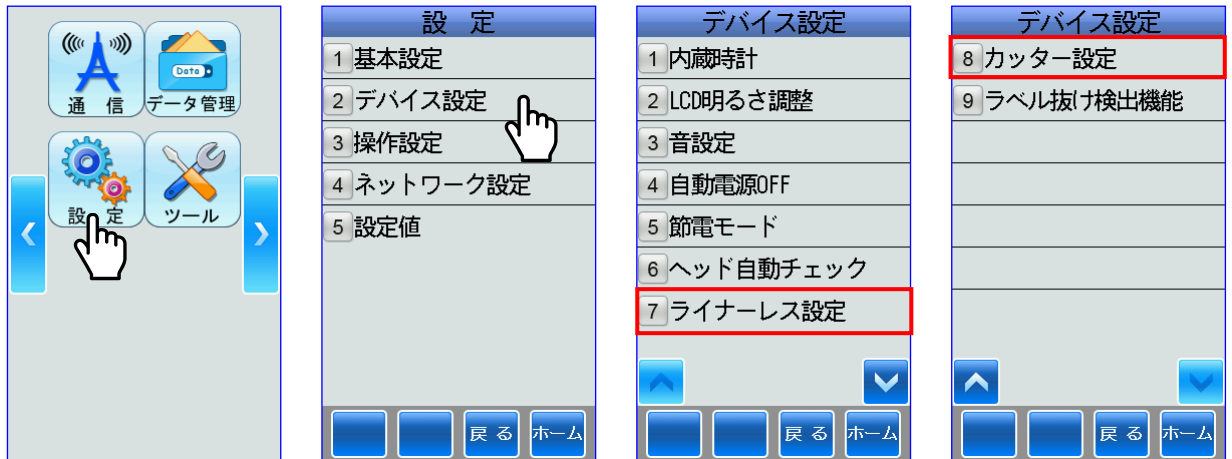 Data
通 信
データ管理
設 定
ツール
設 定
1 基本設定
2 デバイス設定
3 操作設定
4 ネットワーク設定
5 設定値
戻 る
ホーム
デバイス設定
1 内蔵時計
2 LCD明るさ調整
3 音設定
4 自動電源OFF
5 節電モード
6 ヘッド自動チェック
7 ライナーレス設定
戻 る
ホーム
デバイス設定
8 カッター設定
9 ラベル抜け検出機能
戻 る
ホーム